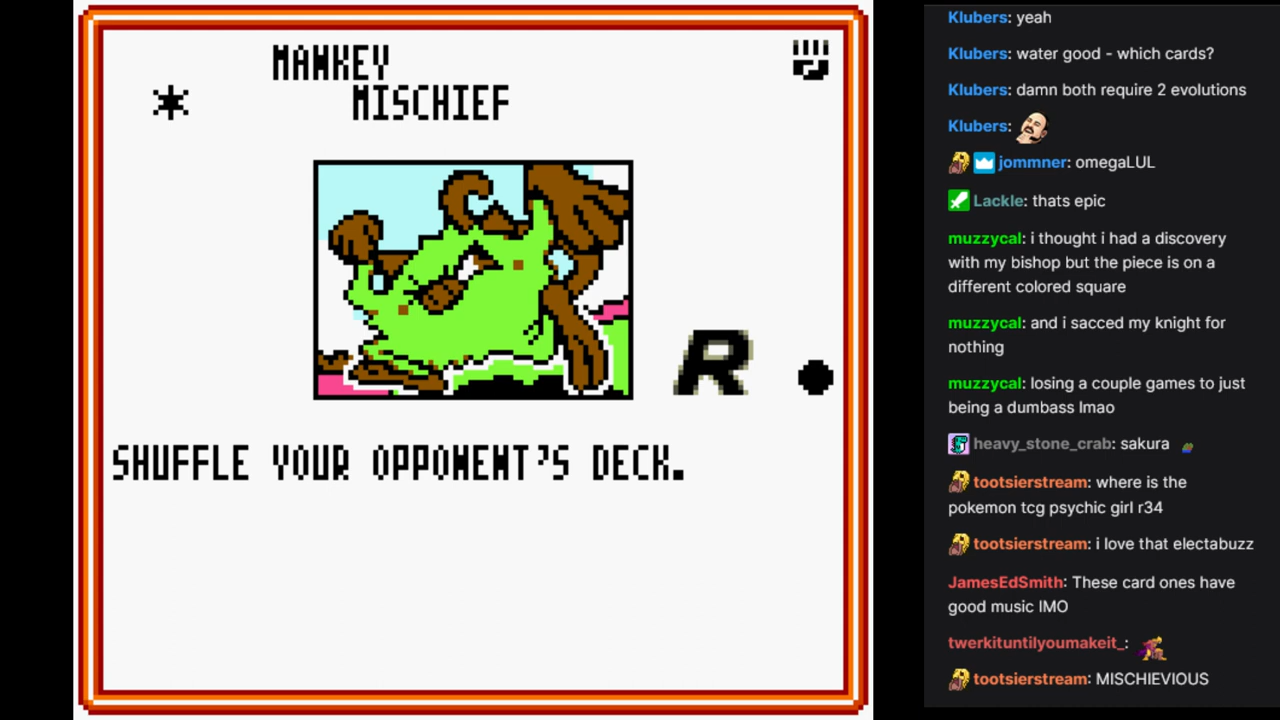 MANKEY
MISCHIEF
R
SHUFFLE YOUR OPPONENT'S DECK.
Klubers: yeah
Klubers: water good - which cards?
Klubers: damn both require 2 evolutions
Klubers:
jommner: omegaLUL
Lackle: thats epic
muzzycal: i thought i had a discovery
with my bishop but the piece is on a
different colored square
muzzycal: and i sacced my knight for
nothing
muzzycal: losing a couple games to just
being a dumbass lmao
heavy_stone_crab: sakura
tootsierstream: where is the
pokemon tcg psychic girl r34
tootsierstream: i love that electabuzz
JamesEdSmith: These card ones have
good music IMO
twerkituntilyoumakeit_:
tootsierstream: MISCHIEVIOUS